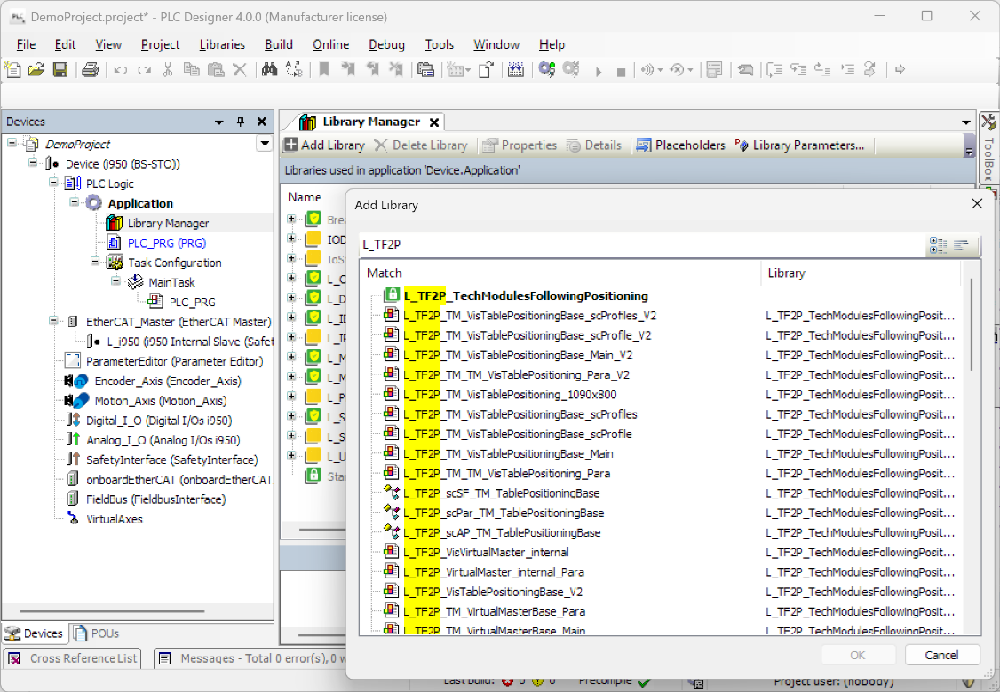 DemoProject.project* - PLC Designer 4.0.0 (Manufacturer license)
File Edit View Project Libraries Build Online Debug Tools Window Help
Devices
DemoProject
Device (i950 (BS-STO))
PLC Logic
Application
Library Manager
PLC_PRG (PRG)
Task Configuration
MainTask
PLC_PRG
EtherCAT_Master (EtherCAT Master)
L_i950 (i950 Internal Slave (Safet
ParameterEditor (Parameter Editor)
Encoder_Axis (Encoder_Axis)
Motion_Axis (Motion_Axis)
Digital_I_O (Digital I/Os i950)
Analog_I_O (Analog I/Os i950)
SafetyInterface (SafetyInterface)
onboardEtherCAT (onboardEtherCAT
FieldBus (FieldbusInterface)
VirtualAxes
Devices POUs
Library Manager
Add Library Delete Library Properties Details Placeholders Library Parameters...
ToolBox
Libraries used in application 'Device.Application'
Name
Brea
IOD
IoSt
L_C
L_D
L_IE
L_IP
L_M
L_M
L_P
L_S
L_S
L_U
Star
Add Library
L_TF2P
Match Library
L_TF2P_TechModulesFollowingPositioning
L_TF2P_TM_VisTablePositioningBase_scProfiles_V2 L_TF2P_TechModulesFollowingPosit...
L_TF2P_TM_VisTablePositioningBase_scProfile_V2 L_TF2P_TechModulesFollowingPosit...
L_TF2P_TM_VisTablePositioningBase_Main_V2 L_TF2P_TechModulesFollowingPosit...
L_TF2P_TM_TM_VisTablePositioning_Para_V2 L_TF2P_TechModulesFollowingPosit...
L_TF2P_TM_VisTablePositioning_1090x800 L_TF2P_TechModulesFollowingPosit...
L_TF2P_TM_VisTablePositioningBase_scProfiles L_TF2P_TechModulesFollowingPosit...
L_TF2P_TM_VisTablePositioningBase_scProfile L_TF2P_TechModulesFollowingPosit...
L_TF2P_TM_VisTablePositioningBase_Main L_TF2P_TechModulesFollowingPosit...
L_TF2P_TM_TM_VisTablePositioning_Para L_TF2P_TechModulesFollowingPosit...
L_TF2P_scSF_TM_TablePositioningBase L_TF2P_TechModulesFollowingPosit...
L_TF2P_scPar_TM_TablePositioningBase L_TF2P_TechModulesFollowingPosit...
L_TF2P_scAP_TM_TablePositioningBase L_TF2P_TechModulesFollowingPosit...
L_TF2P_VisVirtualMaster_internal L_TF2P_TechModulesFollowingPosit...
L_TF2P_VirtualMaster_internal_Para L_TF2P_TechModulesFollowingPosit...
L_TF2P_VisTablePositioningBase_V2 L_TF2P_TechModulesFollowingPosit...
L_TF2P_TM_VirtualMasterBase_Para L_TF2P_TechModulesFollowingPosit...
L_TF2P_TM_VirtualMasterBase_Main L_TF2P_TechModulesFollowingPosit...
OK Cancel
Cross Reference List Messages - Total 0 error(s), 0 w
Last build: 0 0 Precompile Project user: (nobody)